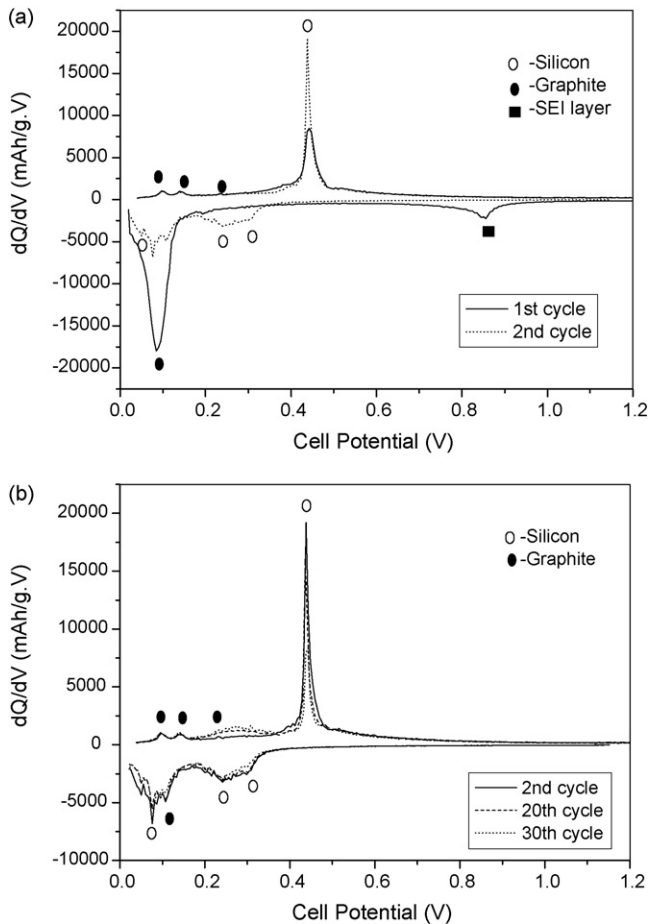 (a)
20000
15000
10000
5000
0
-5000
-10000
-15000
-20000
dQ/dV (mAh/g.V)
-Silicon
-Graphite
-SEI layer
1st cycle
2nd cycle
0.0 0.2 0.4 0.6 0.8 1.0 1.2
Cell Potential (V)
(b)
20000
15000
10000
5000
0
-5000
-10000
dQ/dV (mAh/g.V)
-Silicon
-Graphite
2nd cycle
20th cycle
30th cycle
0.0 0.2 0.4 0.6 0.8 1.0 1.2
Cell Potential (V)